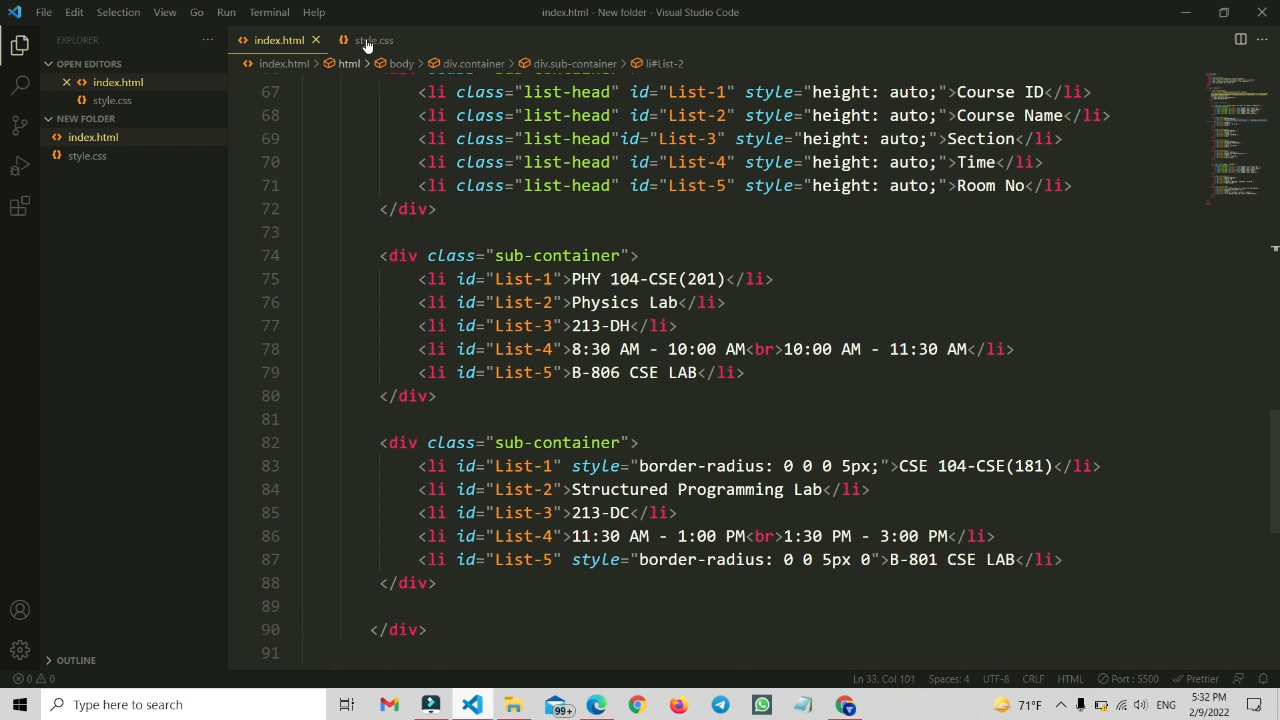 File Edit Selection View Go Run Terminal Help
index.html - New folder - Visual Studio Code
EXPLORER
OPEN EDITORS
index.html
style.css
NEW FOLDER
index.html
style.css
OUTLINE
index.html
style.css
index.html > html > body > div.container > div.sub-container > li#List-2
67 <li class="list-head" id="List-1" style="height: auto;">Course ID</li>
68 <li class="list-head" id="List-2" style="height: auto;">Course Name</li>
69 <li class="list-head"id="List-3" style="height: auto;">Section</li>
70 <li class="list-head" id="List-4" style="height: auto;">Time</li>
71 <li class="list-head" id="List-5" style="height: auto;">Room No</li>
72 </div>
73
74 <div class="sub-container">
75 <li id="List-1">PHY 104-CSE(201)</li>
76 <li id="List-2">Physics Lab</li>
77 <li id="List-3">213-DH</li>
78 <li id="List-4">8:30 AM - 10:00 AM<br>10:00 AM - 11:30 AM</li>
79 <li id="List-5">B-806 CSE LAB</li>
80 </div>
81
82 <div class="sub-container">
83 <li id="List-1" style="border-radius: 0 0 0 5px;">CSE 104-CSE(181)</li>
84 <li id="List-2">Structured Programming Lab</li>
85 <li id="List-3">213-DC</li>
86 <li id="List-4">11:30 AM - 1:00 PM<br>1:30 PM - 3:00 PM</li>
87 <li id="List-5" style="border-radius: 0 0 5px 0">B-801 CSE LAB</li>
88 </div>
89
90 </div>
91
0 0 Ln 33, Col 101 Spaces: 4 UTF-8 CRLF HTML Port : 5500 Prettier
Type here to search
99+
71°F
ENG
5:32 PM
2/9/2022